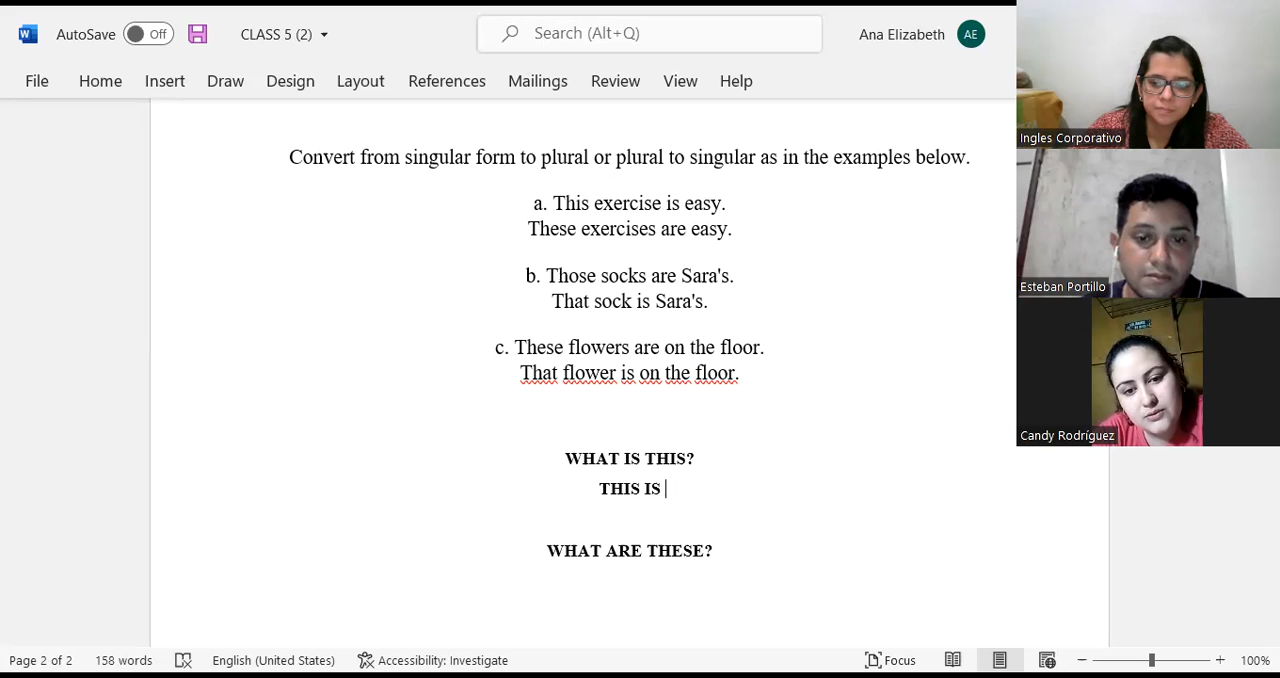 AutoSave Off CLASS 5 (2) Search (Alt+Q) Ana Elizabeth AE
File Home Insert Draw Design Layout References Mailings Review View Help
Convert from singular form to plural or plural to singular as in the examples below.
a. This exercise is easy.
These exercises are easy.
b. Those socks are Sara's.
That sock is Sara's.
c. These flowers are on the floor.
That flower is on the floor.
WHAT IS THIS?
THIS IS
WHAT ARE THESE?
Ingles Corporativo
Esteban Portillo
Candy Rodríguez
Page 2 of 2 158 words English (United States) Accessibility: Investigate Focus 100%